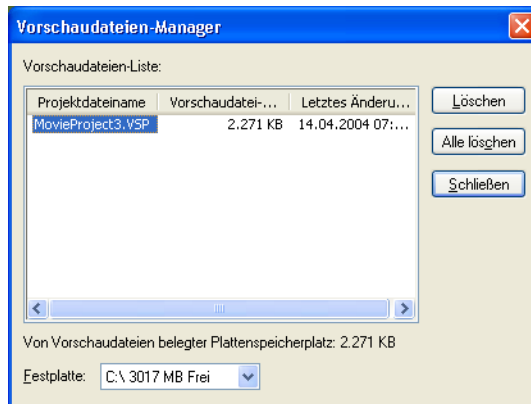 Vorschaudateien-Manager
Vorschaudateien-Liste:
Projektdateiname Vorschaudatei-... Letztes Änderu...
MovieProject3.VSP 2.271 KB 14.04.2004 07:...
Löschen
Alle löschen
Schließen
Von Vorschaudateien belegter Plattenspeicherplatz: 2.271 KB
Festplatte: C:\ 3017 MB Frei